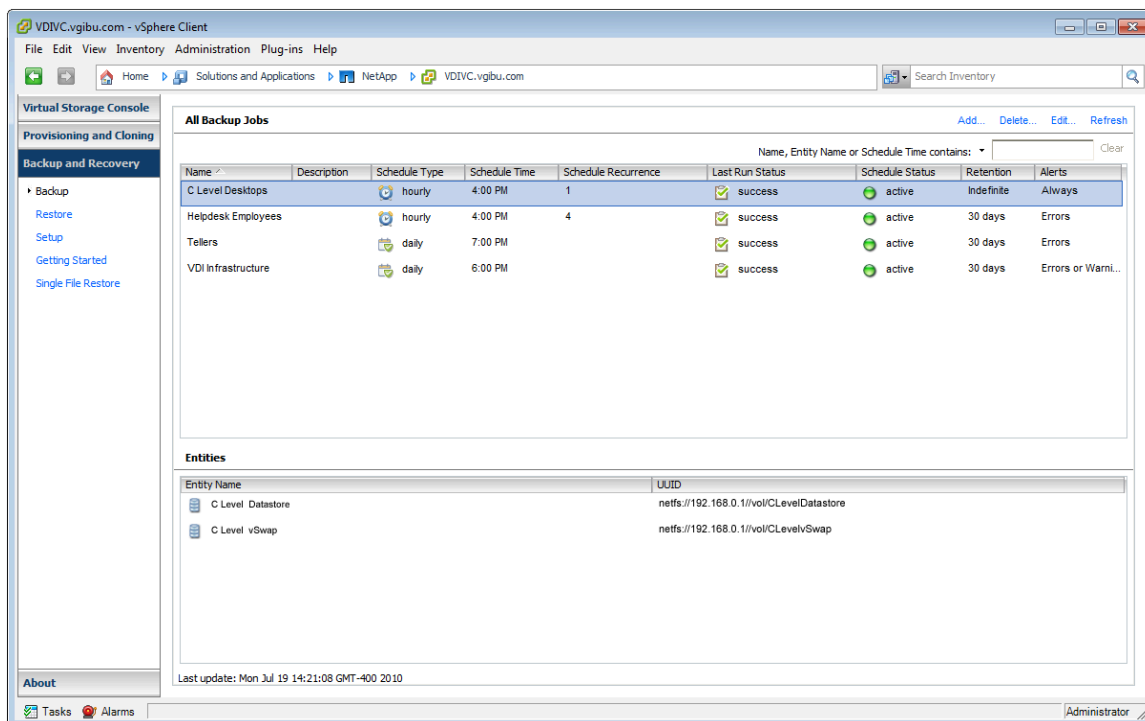 VDIVC.vgibu.com - vSphere Client
File Edit View Inventory Administration Plug-ins Help
Home Solutions and Applications NetApp VDIVC.vgibu.com Search Inventory
Virtual Storage Console
Provisioning and Cloning
Backup and Recovery
Backup
Restore
Setup
Getting Started
Single File Restore
About
All Backup Jobs Add... Delete... Edit... Refresh
Name, Entity Name or Schedule Time contains: Clear
Name Description Schedule Type Schedule Time Schedule Recurrence Last Run Status Schedule Status Retention Alerts
C Level Desktops hourly 4:00 PM 1 success active Indefinite Always
Helpdesk Employees hourly 4:00 PM 4 success active 30 days Errors
Tellers daily 7:00 PM success active 30 days Errors
VDI Infrastructure daily 6:00 PM success active 30 days Errors or Warni...
Entities
Entity Name UUID
C Level Datastore netfs://192.168.0.1//vol/CLevelDatastore
C Level vSwap netfs://192.168.0.1//vol/CLevelvSwap
Last update: Mon Jul 19 14:21:08 GMT-400 2010
Tasks Alarms Administrator